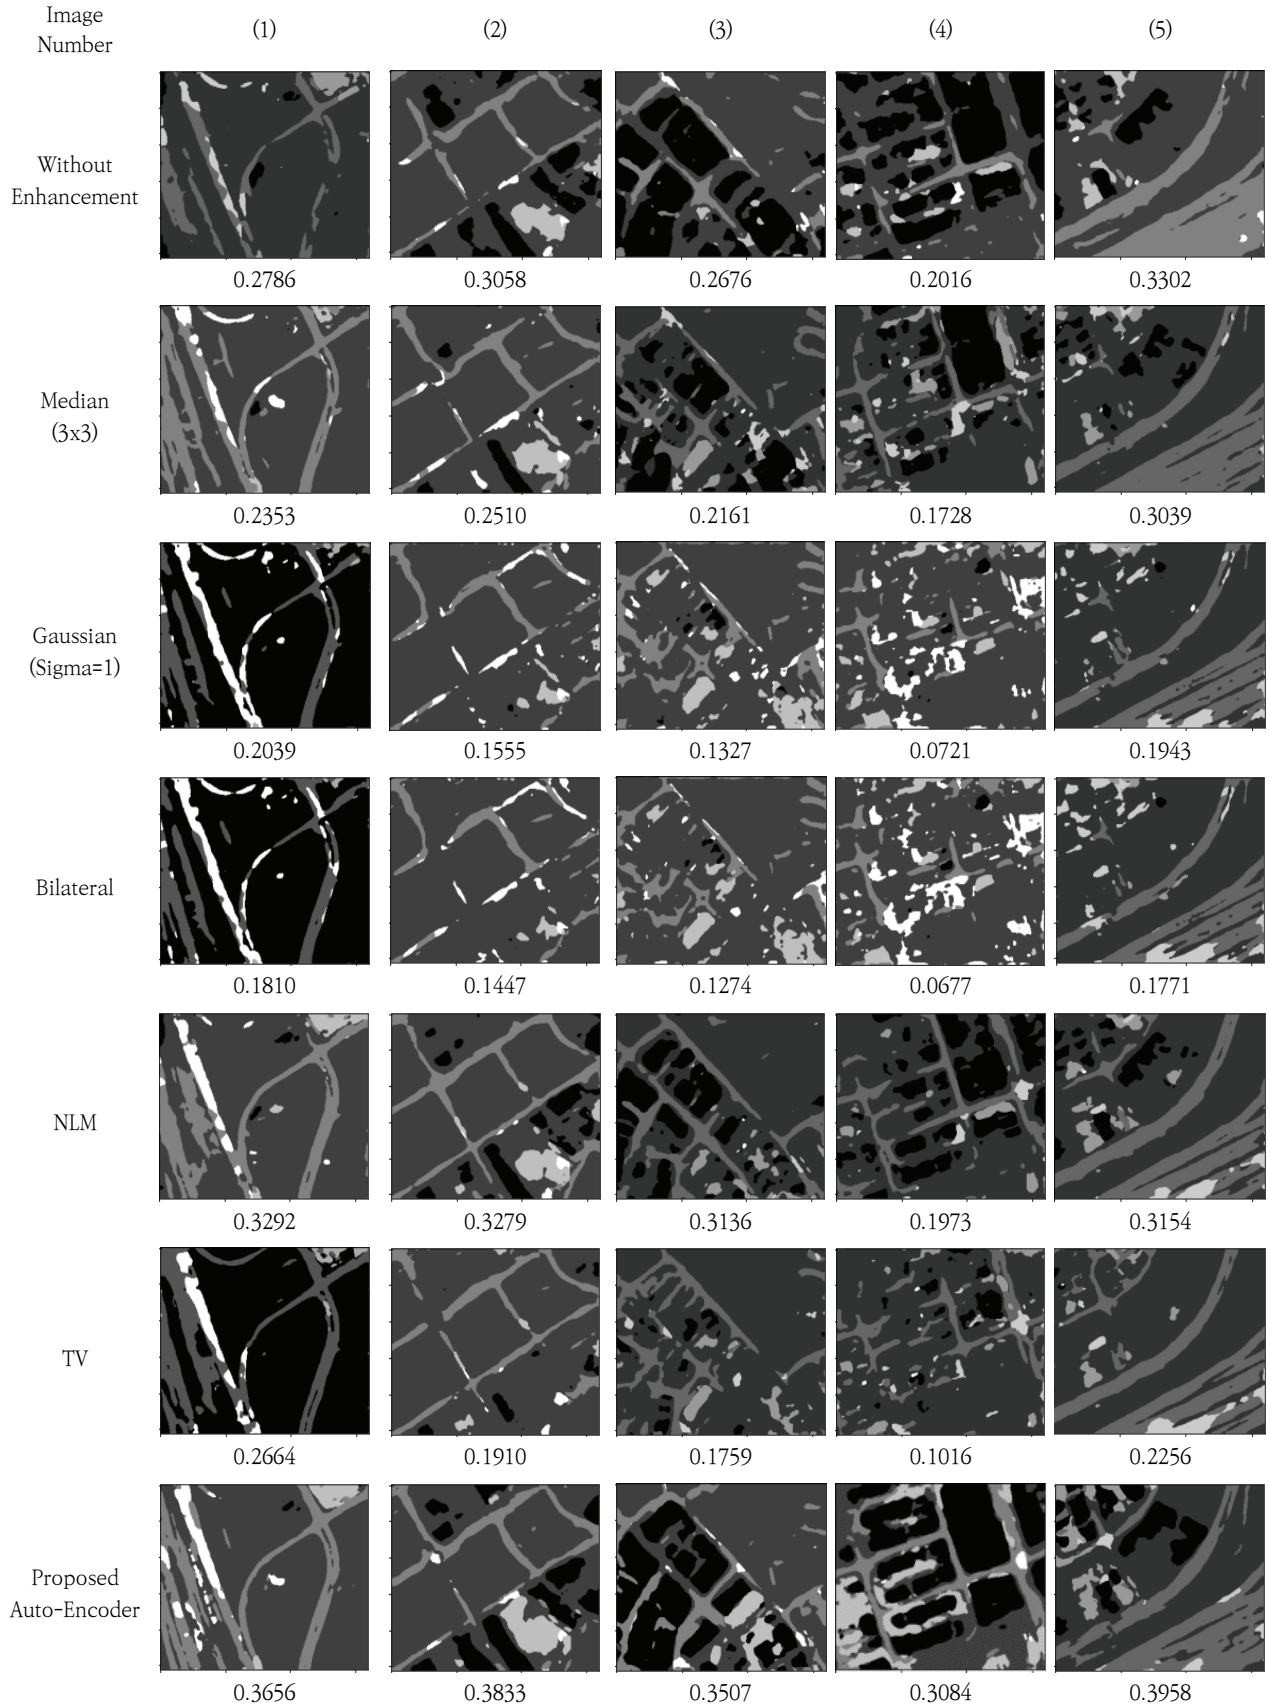 Image
Number
(1) (2) (3) (4) (5)
Without
Enhancement
0.2786 0.3058 0.2676 0.2016 0.3302
Median
(3x3)
0.2353 0.2510 0.2161 0.1728 0.3039
Gaussian
(Sigma=1)
0.2039 0.1555 0.1327 0.0721 0.1943
Bilateral
0.1810 0.1447 0.1274 0.0677 0.1771
NLM
0.3292 0.3279 0.3136 0.1973 0.3154
TV
0.2664 0.1910 0.1759 0.1016 0.2256
Proposed
Auto-Encoder
0.3656 0.3833 0.3507 0.3084 0.3958